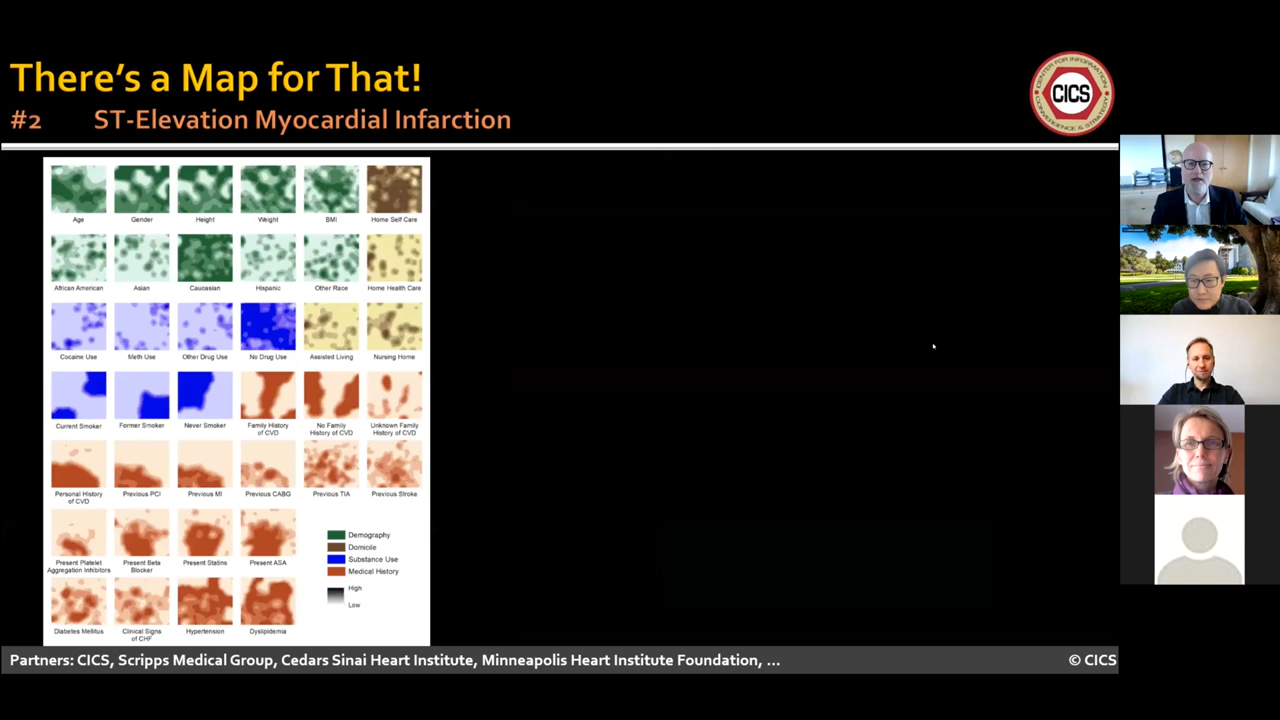 There's a Map for That!
#2 ST-Elevation Myocardial Infarction
CENTER FOR INFORMATION
CICS
CONVERGENCE & STRATEGY
Age Gender Height Weight BMI Home Self Care
African American Asian Caucasian Hispanic Other Race Home Health Care
Cocaine Use Meth Use Other Drug Use No Drug Use Assisted Living Nursing Home
Current Smoker Former Smoker Never Smoker Family History No Family Unknown Family
of CVD History of CVD History of CVD
Personal History Previous PCI Previous MI Previous CABG Previous TIA Previous Stroke
of CVD
Present Platelet Present Beta Present Statins Present ASA
Aggregation Inhibitors Blocker
Demography
Domicile
Substance Use
Medical History
High
Low
Diabetes Mellitus Clinical Signs Hypertension Dyslipidemia
of CHF
Partners: CICS, Scripps Medical Group, Cedars Sinai Heart Institute, Minneapolis Heart Institute Foundation, ...
© CICS